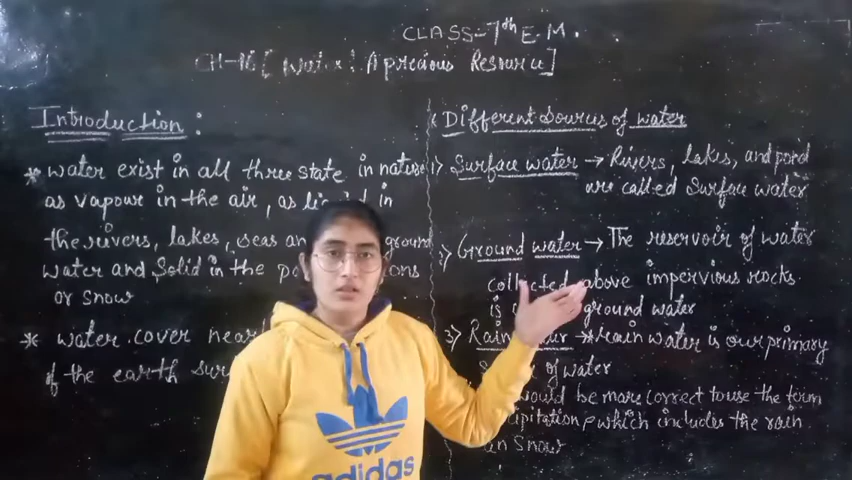 CLASS-7th E.M.
CH-16 [Water: A precious Resource]
Introduction:
* water exist in all three state in nature
as vapour in the air, as liquid in
the rivers, lakes, seas an ground
water and Solid in the po ons
or snow
* water cover near
of the earth sur
Different Sources of water
1) Surface water → Rivers, lakes, and pond
are called Surface water
2) Ground water → The reservoir of water
collected above impervious rocks
is ground water
3) Rain → * Rain water is our primary
of water
would be more correct to use the term
cipitation which includes the rain
Snow
adidas